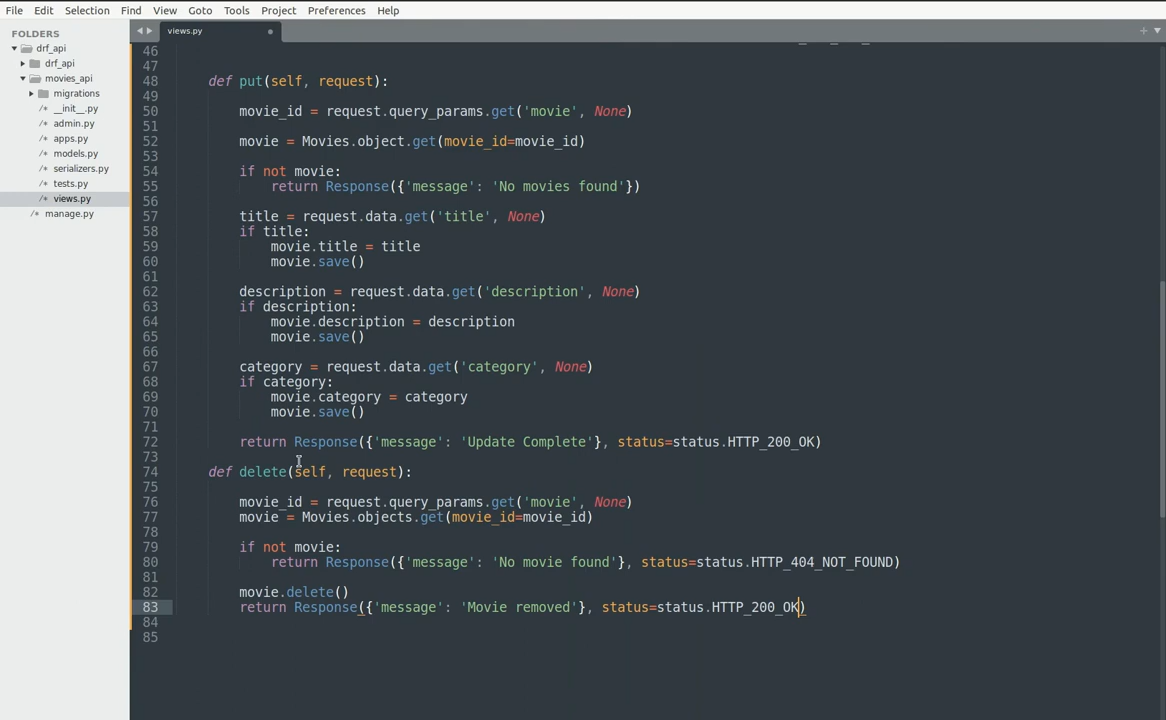 File Edit Selection Find View Goto Tools Project Preferences Help
FOLDERS
drf_api
drf_api
movies_api
migrations
/* __init__.py
/* admin.py
/* apps.py
/* models.py
/* serializers.py
/* tests.py
/* views.py
/* manage.py
views.py
46
47
48 def put(self, request):
49
50 movie_id = request.query_params.get('movie', None)
51
52 movie = Movies.object.get(movie_id=movie_id)
53
54 if not movie:
55 return Response({'message': 'No movies found'})
56
57 title = request.data.get('title', None)
58 if title:
59 movie.title = title
60 movie.save()
61
62 description = request.data.get('description', None)
63 if description:
64 movie.description = description
65 movie.save()
66
67 category = request.data.get('category', None)
68 if category:
69 movie.category = category
70 movie.save()
71
72 return Response({'message': 'Update Complete'}, status=status.HTTP_200_OK)
73
74 def delete(self, request):
75
76 movie_id = request.query_params.get('movie', None)
77 movie = Movies.objects.get(movie_id=movie_id)
78
79 if not movie:
80 return Response({'message': 'No movie found'}, status=status.HTTP_404_NOT_FOUND)
81
82 movie.delete()
83 return Response({'message': 'Movie removed'}, status=status.HTTP_200_OK)
84
85